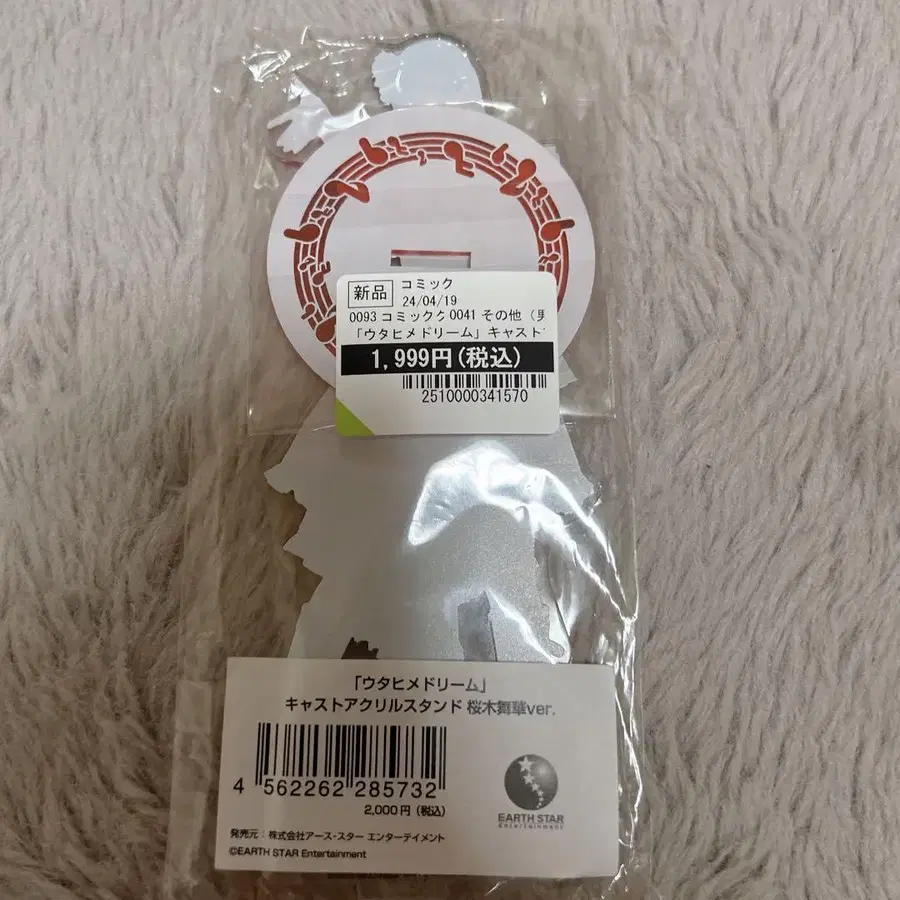 新品
コミック
24/04/19
0093 コミックク 0041 その他（男
「ウタヒメドリーム」キャスト
1,999円(税込)
2510000341570
「ウタヒメドリーム」
キャストアクリルスタンド 桜木舞華ver.
4 562262 285732
2,000円（税込）
EARTH STAR
Entertainment
発売元：株式会社アース・スター エンターテイメント
©EARTH STAR Entertainment